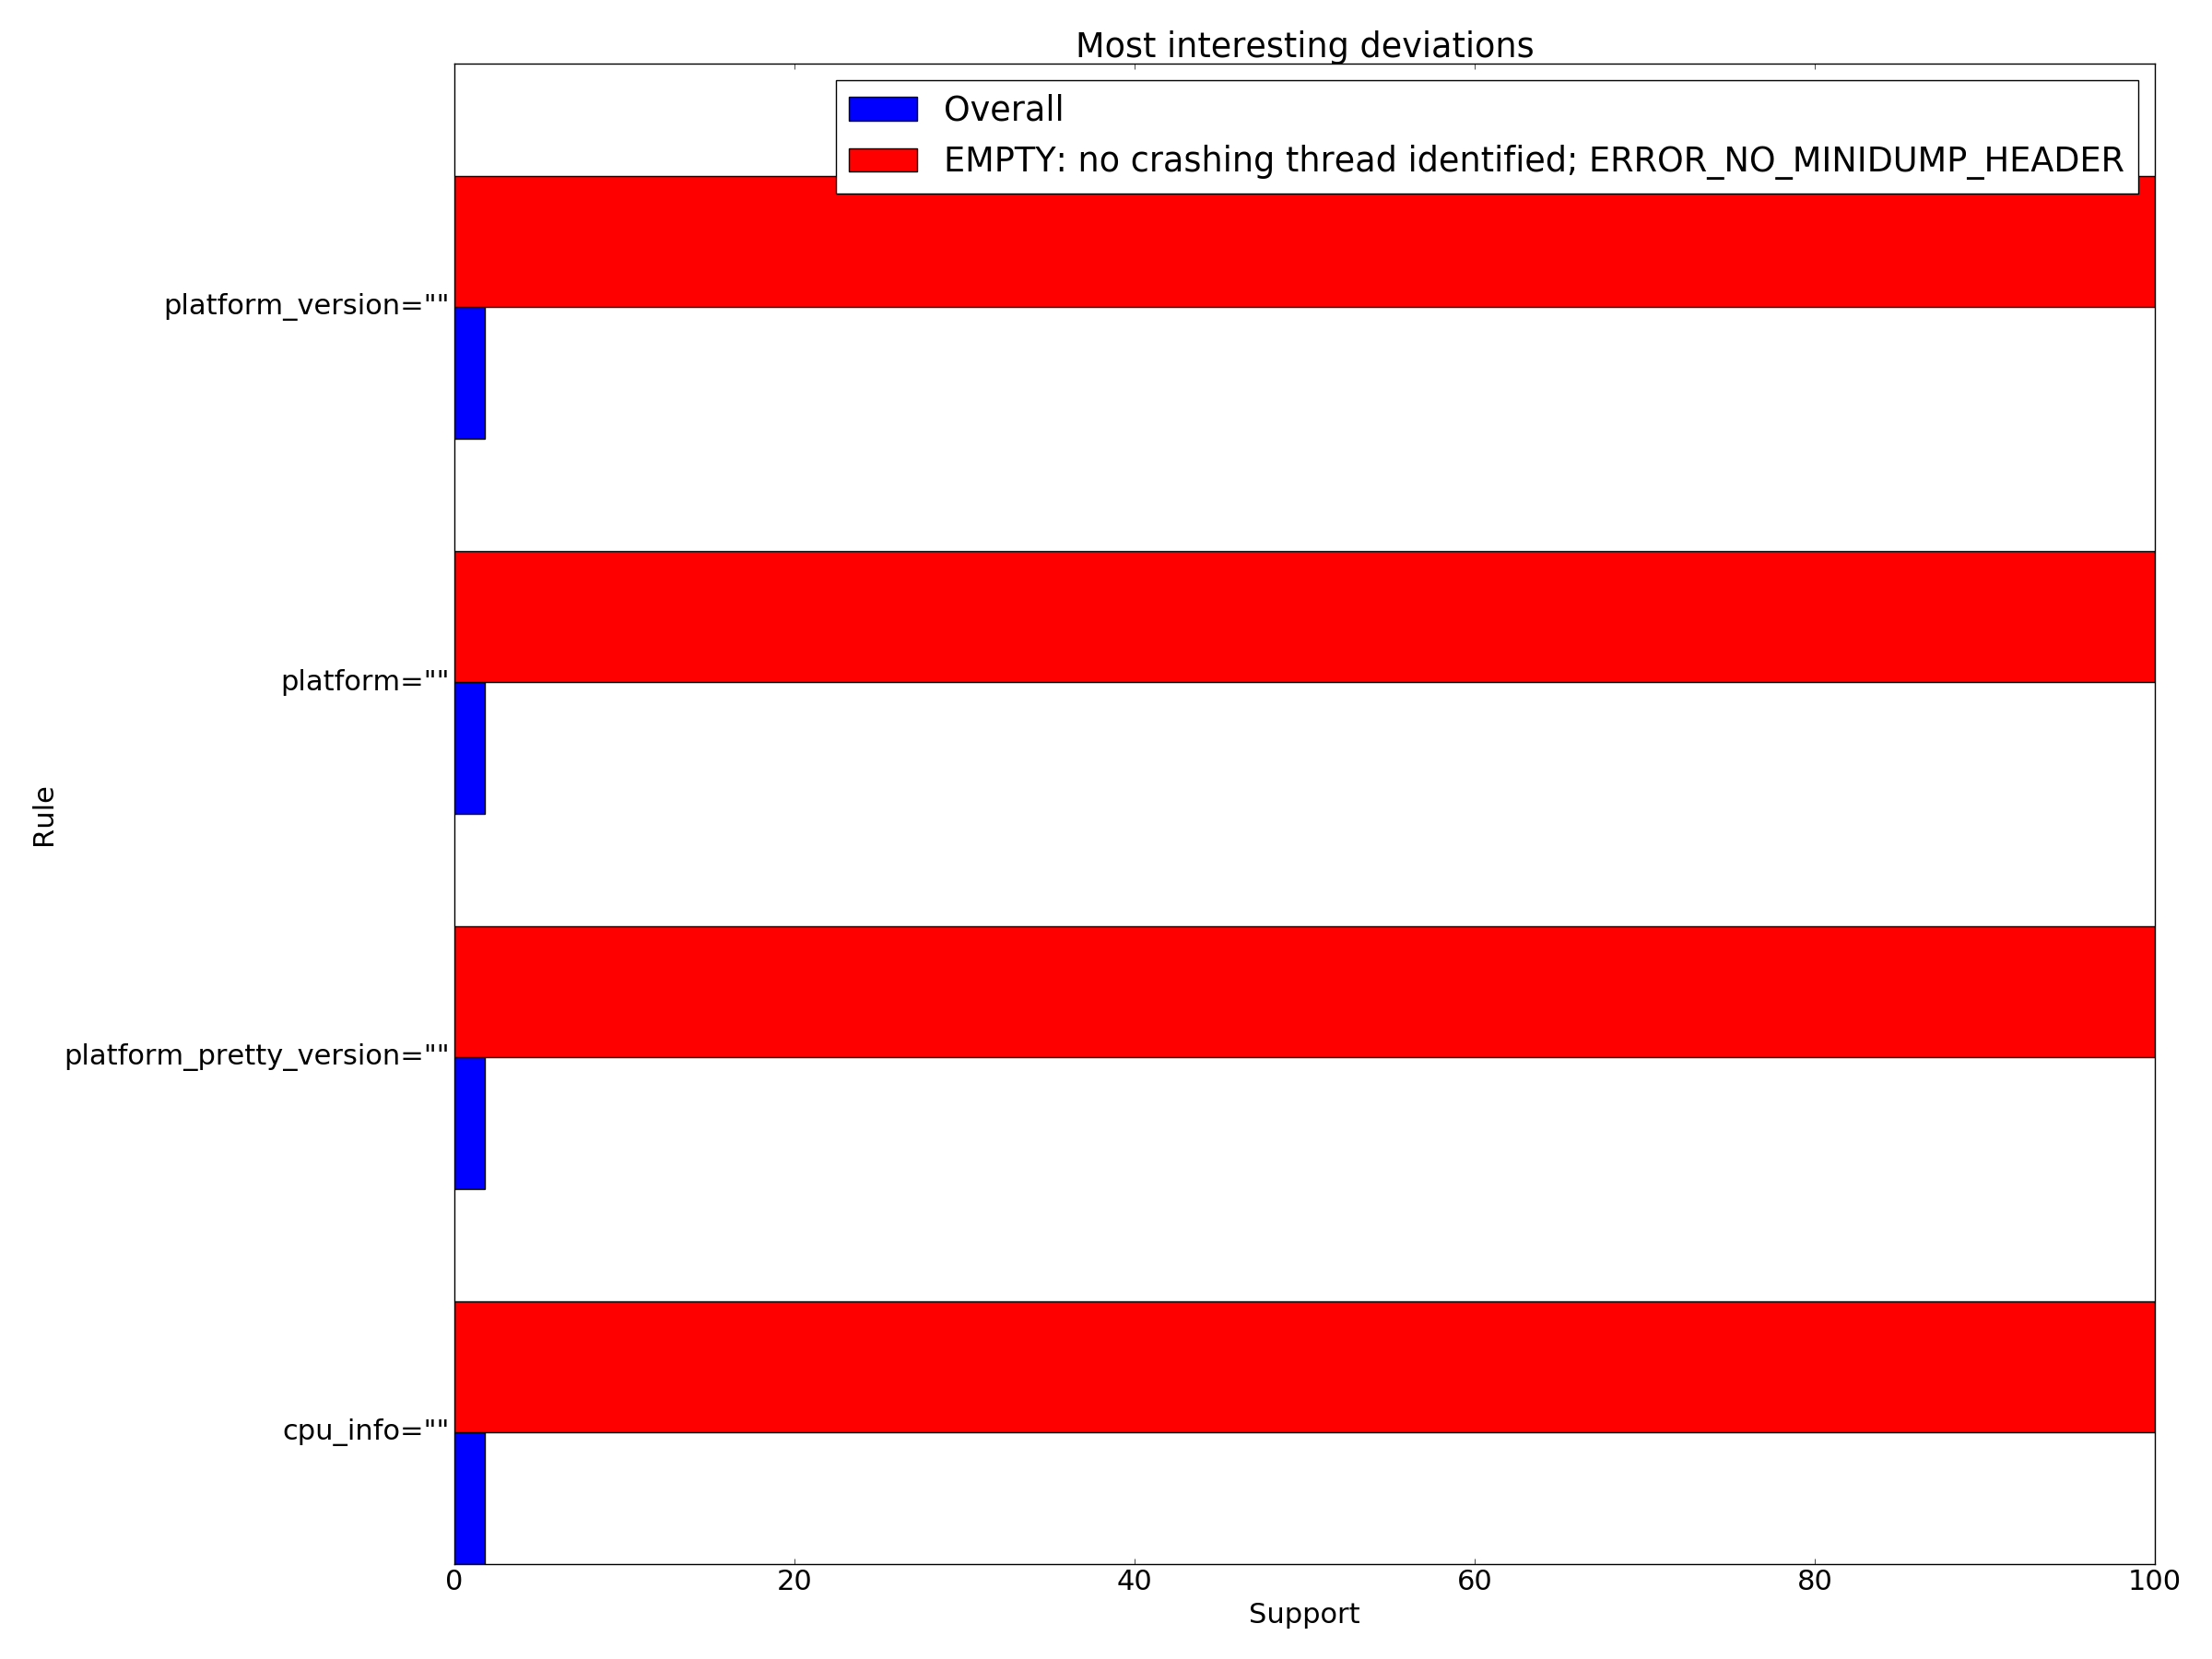 Most interesting deviations
Overall
EMPTY: no crashing thread identified; ERROR_NO_MINIDUMP_HEADER
platform_version=""
platform=""
Rule
platform_pretty_version=""
cpu_info=""
0 20 40 60 80 100
Support